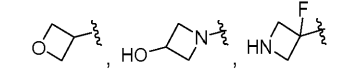 O , HO N , HN F